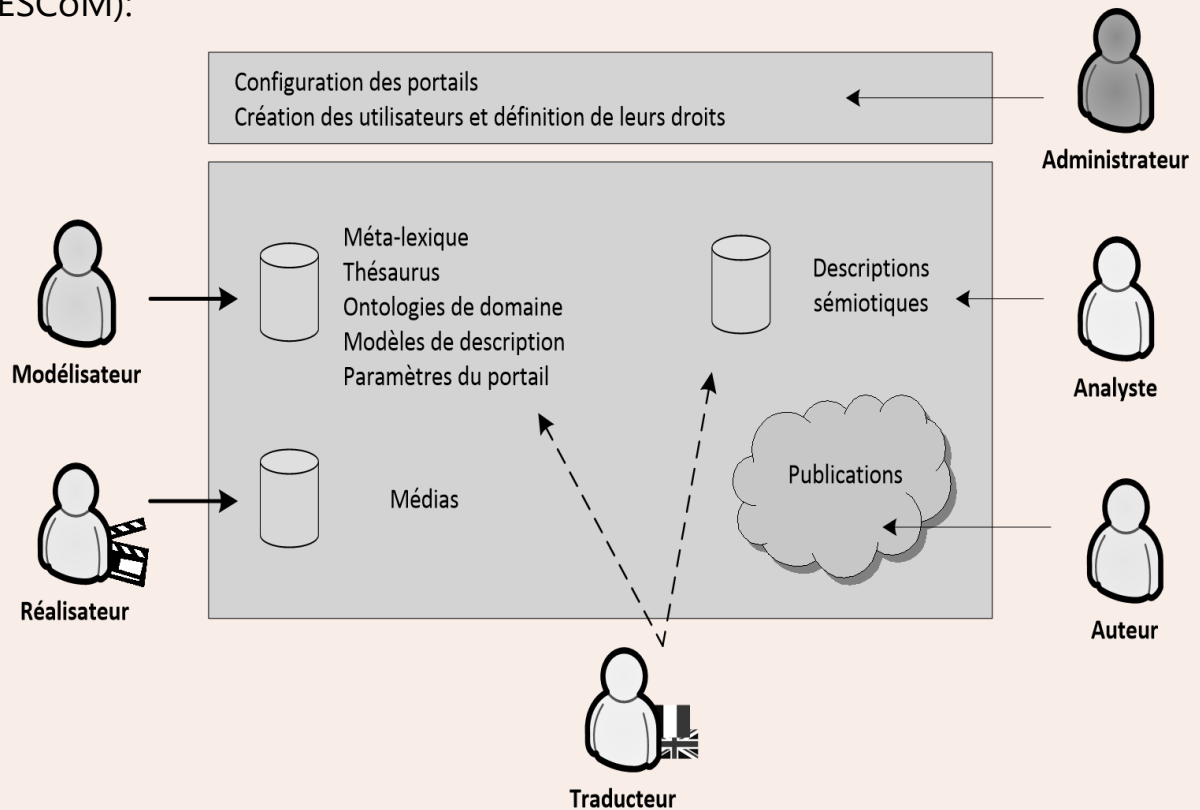 ESCoM):
Configuration des portails
Création des utilisateurs et définition de leurs droits
Administrateur
Méta-lexique
Thésaurus
Ontologies de domaine
Modèles de description
Paramètres du portail
Descriptions
sémiotiques
Modélisateur
Analyste
Publications
Médias
Réalisateur
Auteur
Traducteur